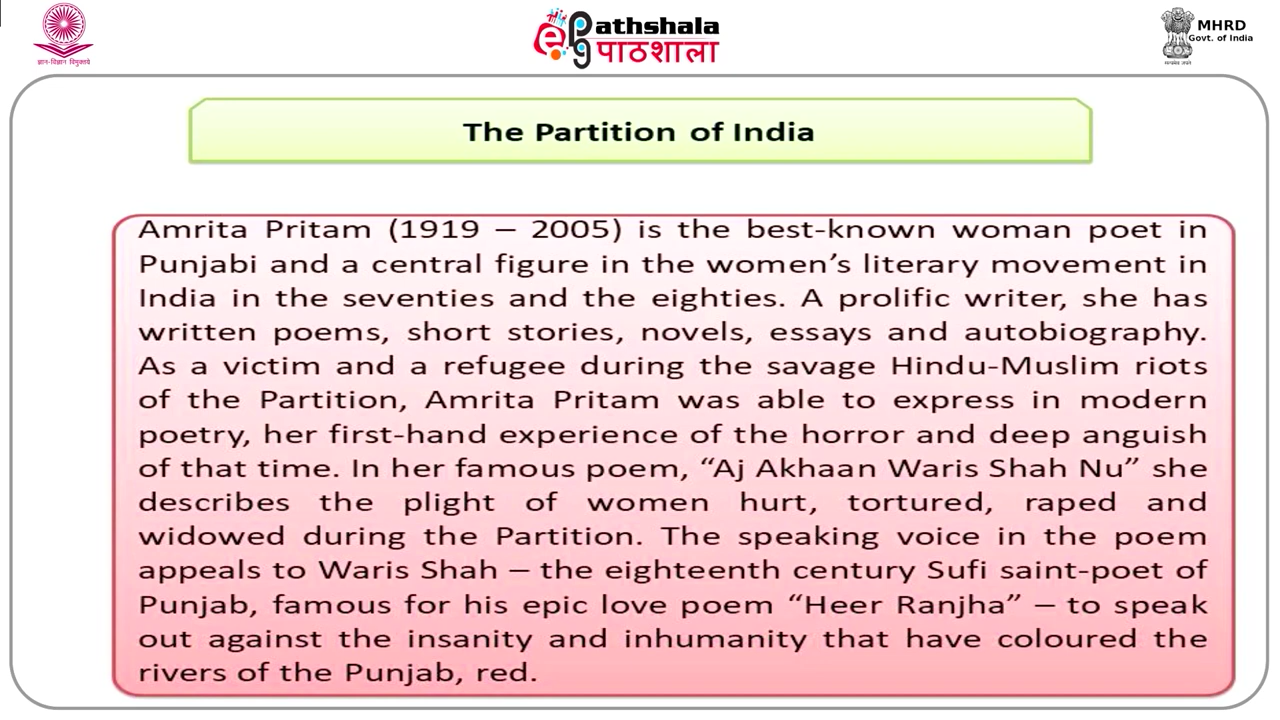 ज्ञान-विज्ञान विमुक्तये
epg
Pathshala
पाठशाला
MHRD
Govt. of India
सत्यमेव जयते
The Partition of India
Amrita Pritam (1919 – 2005) is the best-known woman poet in
Punjabi and a central figure in the women’s literary movement in
India in the seventies and the eighties. A prolific writer, she has
written poems, short stories, novels, essays and autobiography.
As a victim and a refugee during the savage Hindu-Muslim riots
of the Partition, Amrita Pritam was able to express in modern
poetry, her first-hand experience of the horror and deep anguish
of that time. In her famous poem, “Aj Akhaan Waris Shah Nu” she
describes the plight of women hurt, tortured, raped and
widowed during the Partition. The speaking voice in the poem
appeals to Waris Shah – the eighteenth century Sufi saint-poet of
Punjab, famous for his epic love poem “Heer Ranjha” – to speak
out against the insanity and inhumanity that have coloured the
rivers of the Punjab, red.